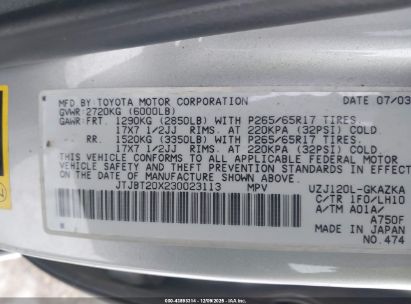 MFD.BY:TOYOTA MOTOR CORPORATION DATE 07/03
GVWR:2720KG (6000LB)
GAWR:FRT. 1290KG (2850LB) WITH P265/65R17 TIRES.
17X7 1/2JJ RIMS. AT 220KPA (32PSI) COLD.
RR. 1520KG (3350LB) WITH P265/65R17 TIRES.
17X7 1/2JJ RIMS. AT 220KPA (32PSI) COLD.
THIS VEHICLE CONFORMS TO ALL APPLICABLE FEDERAL MOTOR
VEHICLE SAFETY AND THEFT PREVENTION STANDARDS IN EFFECT
ON THE DATE OF MANUFACTURE SHOWN ABOVE.
JTJBT20X230023113 MPV UZJ120L-GKAZKA
C/TR 1F0/LH10
A/TM A01A/
A750F
MADE IN JAPAN
NO.474